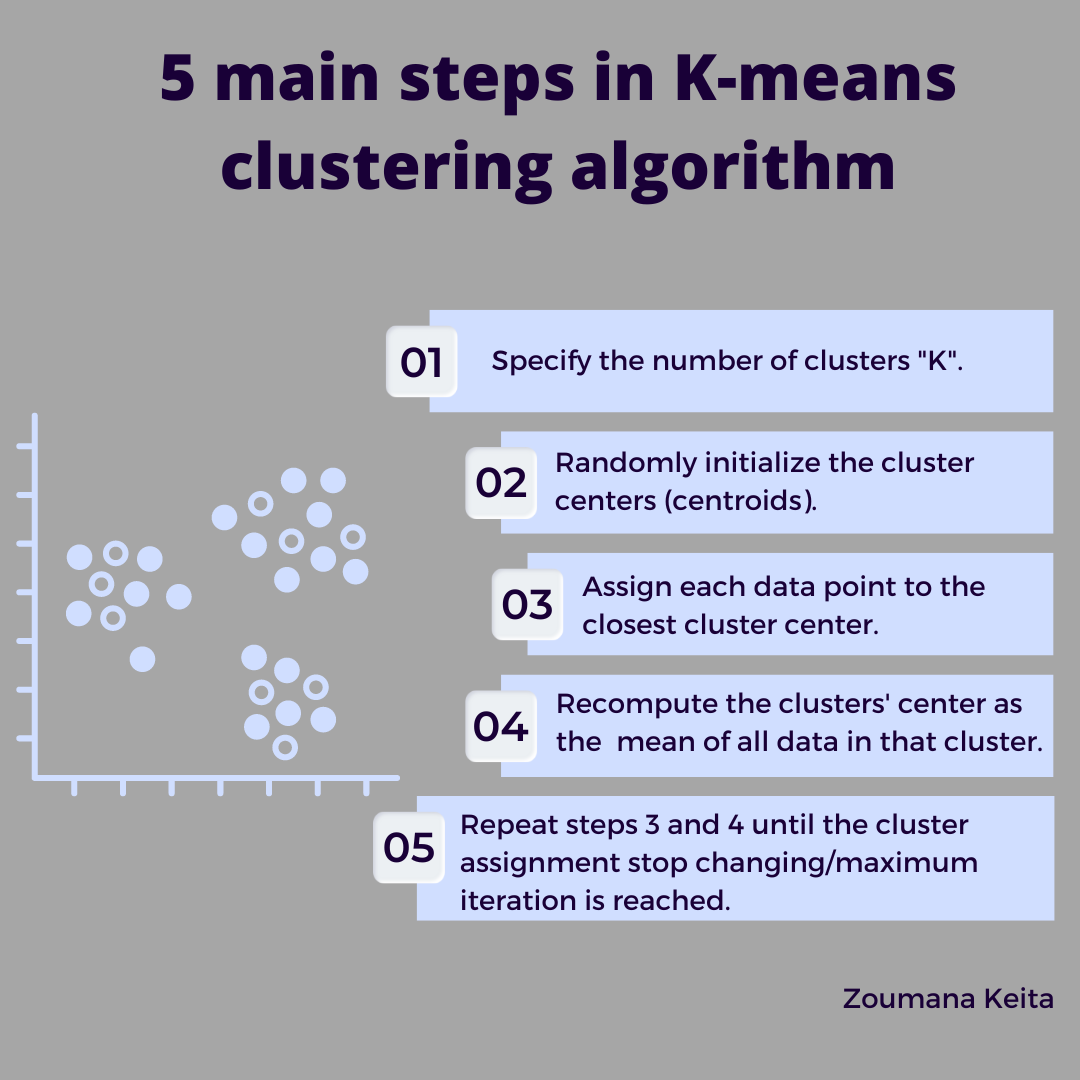 5 main steps in K-means
clustering algorithm
01
Specify the number of clusters "K".
02
Randomly initialize the cluster
centers (centroids).
03
Assign each data point to the
closest cluster center.
04
Recompute the clusters' center as
the  mean of all data in that cluster.
05
Repeat steps 3 and 4 until the cluster
assignment stop changing/maximum
iteration is reached.
Zoumana Keita